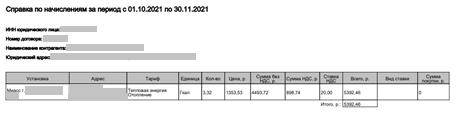 Справка по начислениям за период с 01.10.2021 по 30.11.2021
ИНН юридического лица:
Номер договора:
Наименование контрагента:
Юридический адрес:
Установка Адрес Тариф Единица Кол-во Цена, р. Сумма без НДС, р. Сумма НДС, р. Ставка НДС Всего, р. Вид ставки Сумма покупки, р.
Миасс г. Тепловая энергия Отопление Гкал 3,32 1353,53 4493,72 898,74 20,00 5392,46 0
Итого, р.: 5392,46